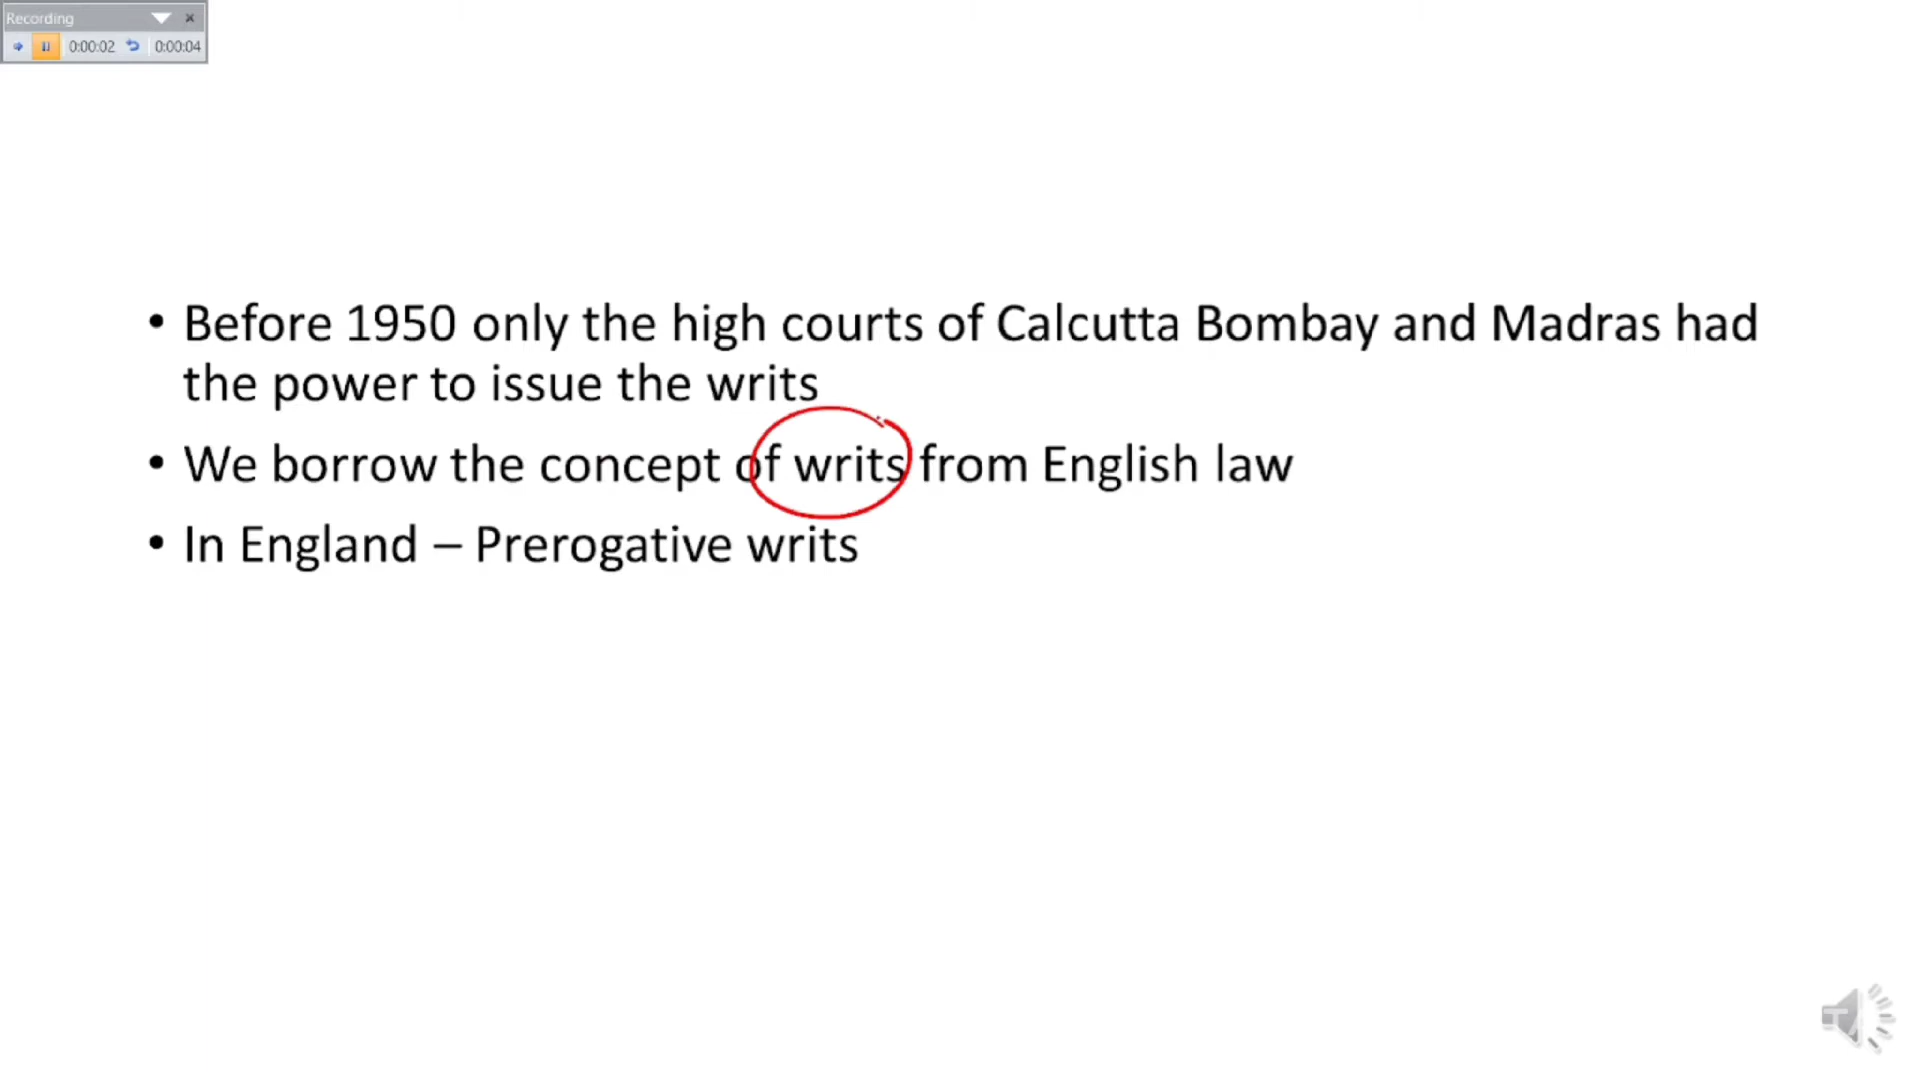 Recording
0:00:02 0:00:04
• Before 1950 only the high courts of Calcutta Bombay and Madras had
the power to issue the writs
• We borrow the concept of writs from English law
• In England – Prerogative writs